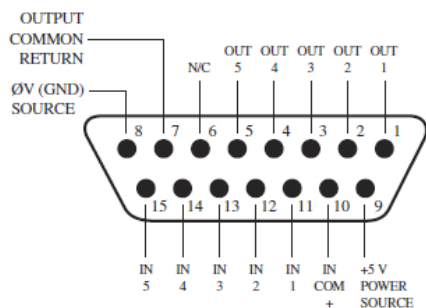 OUTPUT
COMMON
RETURN
ØV (GND)
SOURCE
N/C
OUT 5
OUT 4
OUT 3
OUT 2
OUT 1
8 7 6 5 4 3 2 1
15 14 13 12 11 10 9
IN 5
IN 4
IN 3
IN 2
IN 1
IN
COM
+
+5 V
POWER
SOURCE